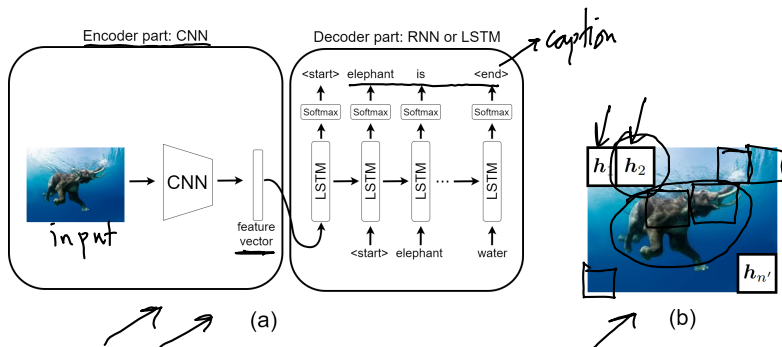 Encoder part: CNN
Decoder part: RNN or LSTM
caption
<start> elephant is <end>
Softmax Softmax Softmax Softmax
CNN
LSTM LSTM LSTM ... LSTM
input
feature
vector
<start> elephant water
(a)
h₁ h₂
hₙ′
(b)